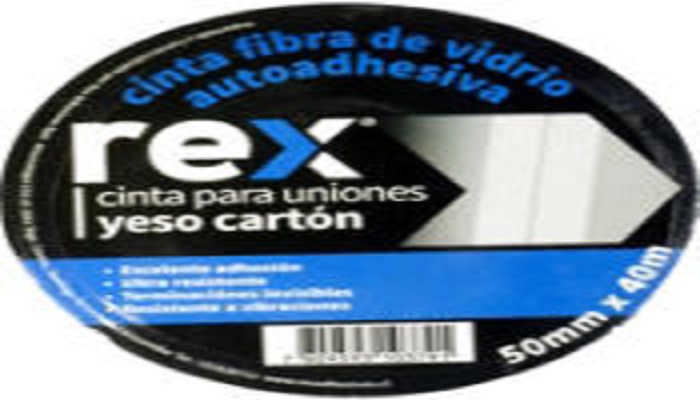 cinta fibra de vidrio
autoadhesiva
rex
cinta para uniones
yeso cartón
• Excelente adhesión
• Ultra resistente
• Terminaciones invisibles
• Resistente a vibraciones
50mm x 40m